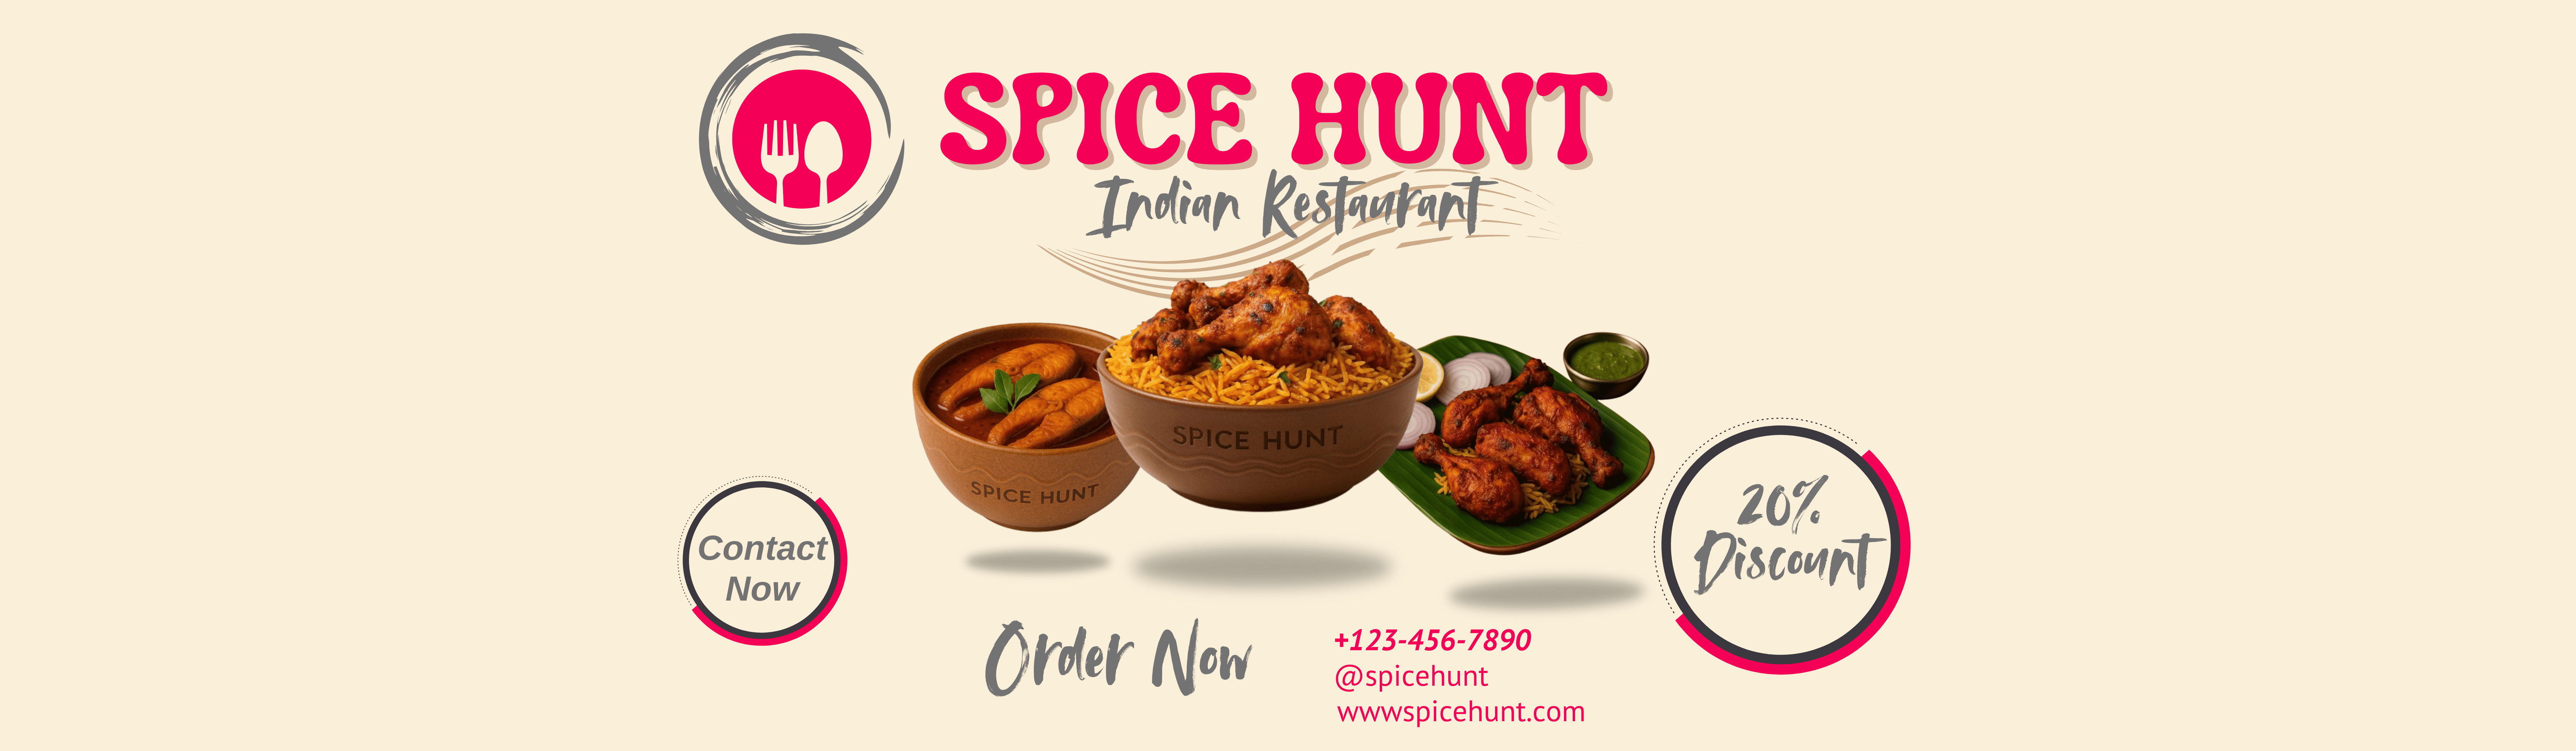 SPICE HUNT
Indian Restaurant
SPICE HUNT
SPICE HUNT
Contact
Now
20%
Discount
Order Now
+123-456-7890
@spicehunt
wwwspicehunt.com